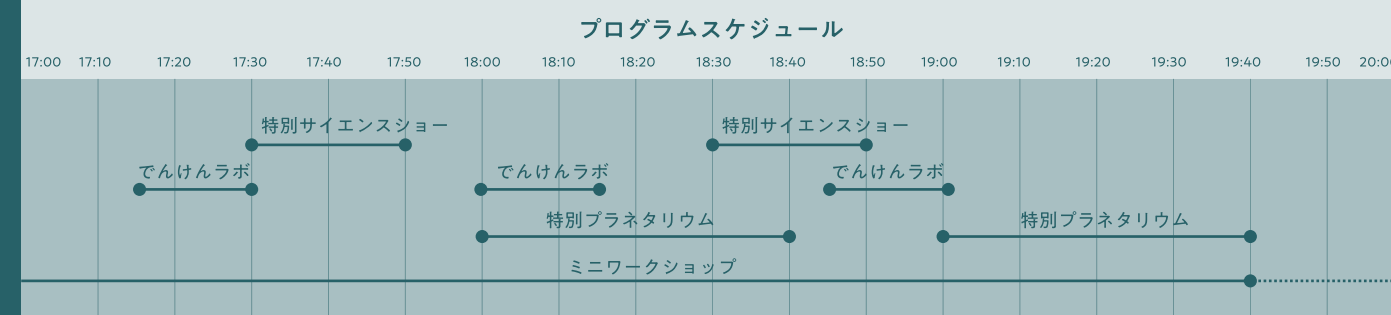 プログラムスケジュール
17:00 17:10 17:20 17:30 17:40 17:50 18:00 18:10 18:20 18:30 18:40 18:50 19:00 19:10 19:20 19:30 19:40 19:50 20:0
特別サイエンスショー 特別サイエンスショー
でんけんラボ でんけんラボ でんけんラボ
特別プラネタリウム 特別プラネタリウム
ミニワークショップ